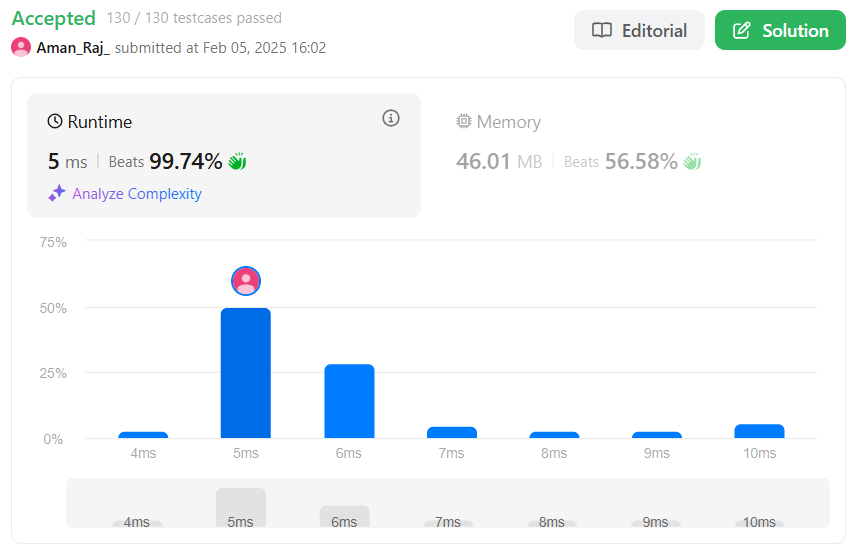 Accepted 130 / 130 testcases passed
Editorial
Solution
Aman_Raj_ submitted at Feb 05, 2025 16:02
Runtime
Memory
5 ms | Beats 99.74%
46.01 MB | Beats 56.58%
Analyze Complexity
75%
50%
25%
0%
4ms 5ms 6ms 7ms 8ms 9ms 10ms
4ms 5ms 6ms 7ms 8ms 9ms 10ms